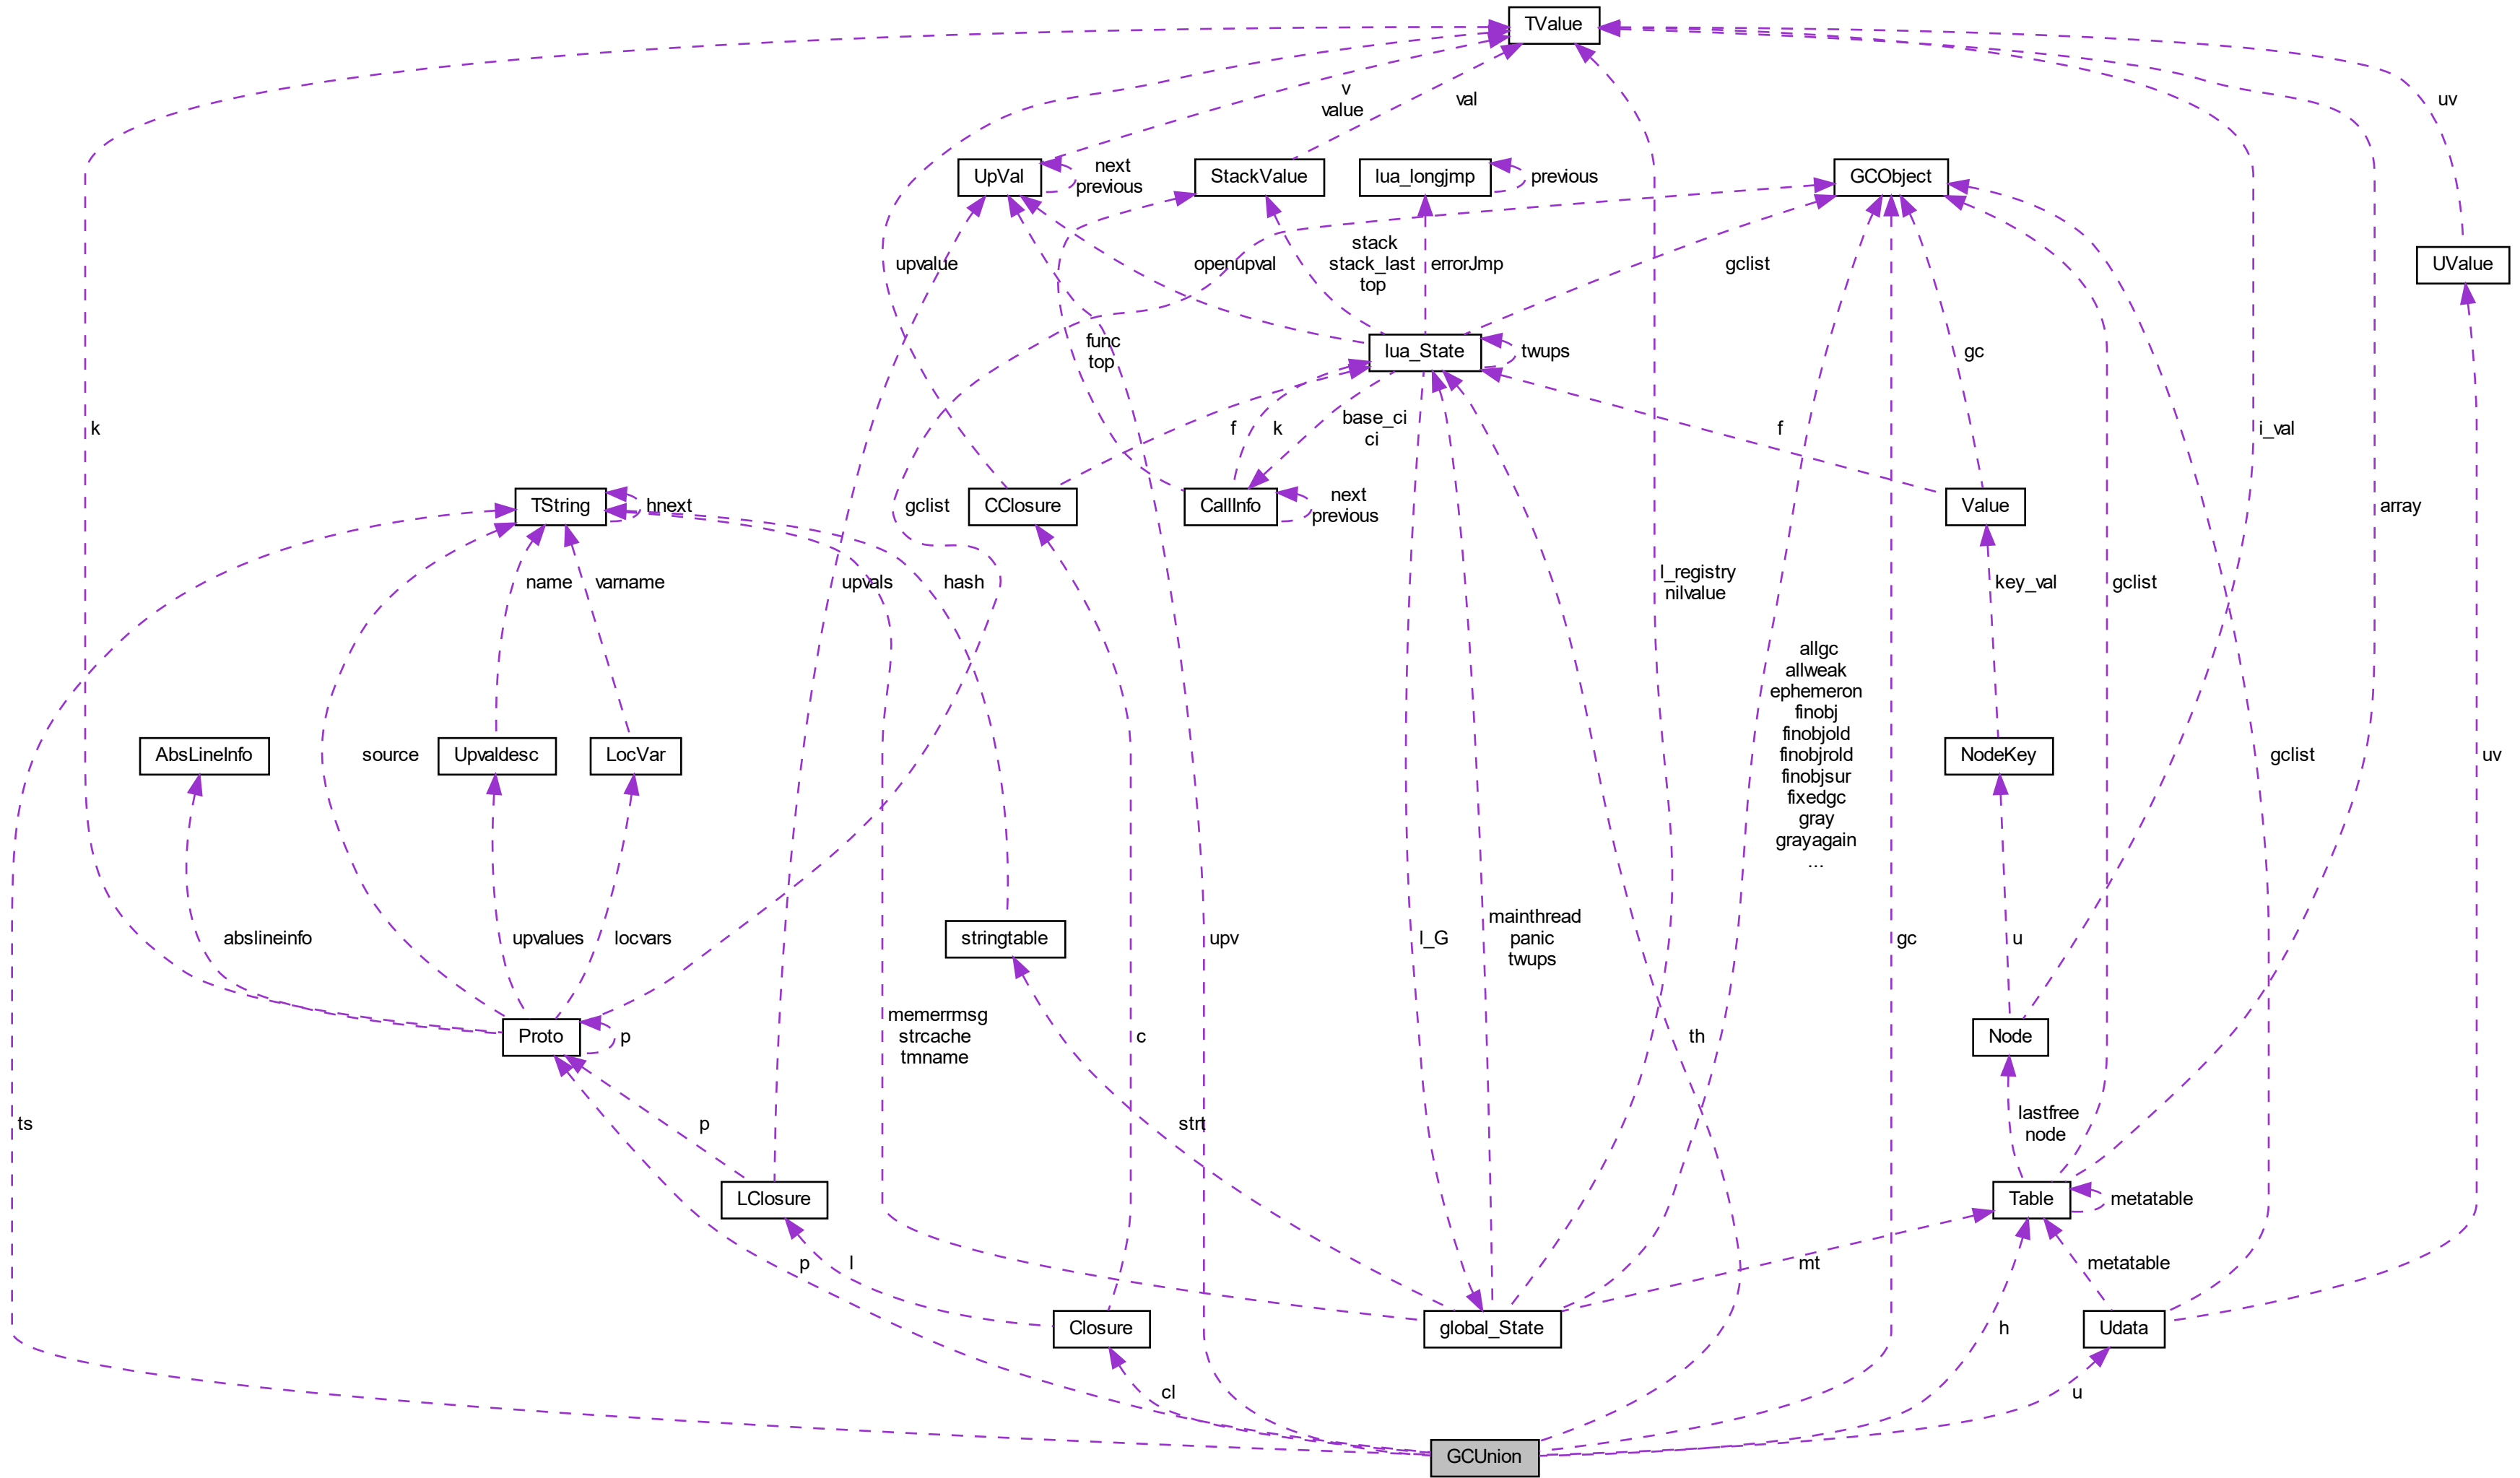 TValue
v
value
val
uv
UpVal
next
previous
StackValue
lua_longjmp
previous
GCObject
upvalue
openupval
stack
stack_last
top
errorJmp
gclist
UValue
func
top
lua_State
twups
gc
k
f
k
base_ci
ci
f
i_val
TString
hnext
gclist
CClosure
CallInfo
next
previous
Value
array
name
varname
upvals
hash
l_registry
nilvalue
key_val
gclist
allgc
allweak
ephemeron
finobj
finobjold
finobjrold
finobjsur
fixedgc
gray
grayagain
...
AbsLineInfo
source
Upvaldesc
LocVar
NodeKey
gclist
uv
abslineinfo
upvalues
locvars
stringtable
upv
l_G
mainthread
panic
twups
gc
u
Proto
p
memerrmsg
strcache
tmname
c
th
Node
ts
p
strt
lastfree
node
LClosure
Table
metatable
p
l
mt
metatable
Closure
global_State
h
Udata
cl
u
GCUnion